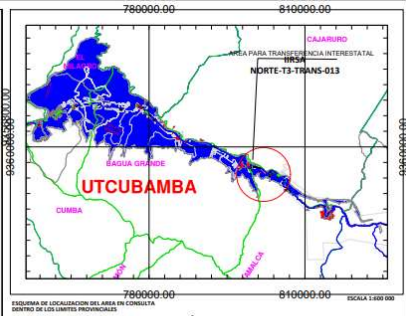 780000.00 810000.00
CAJARURO
AREA PARA TRANSFERENCIA INTERESTATAL
IIRSA
NORTE-T3-TRANS-013
EL
MILAGRO
9360000.00 9360000.00
BAGUA GRANDE
UTCUBAMBA
CUMBA
780000.00 810000.00
ESQUEMA DE LOCALIZACION DEL AREA EN CONSULTA
DENTRO DE LOS LIMITES PROVINCIALES
ESCALA 1:600 000